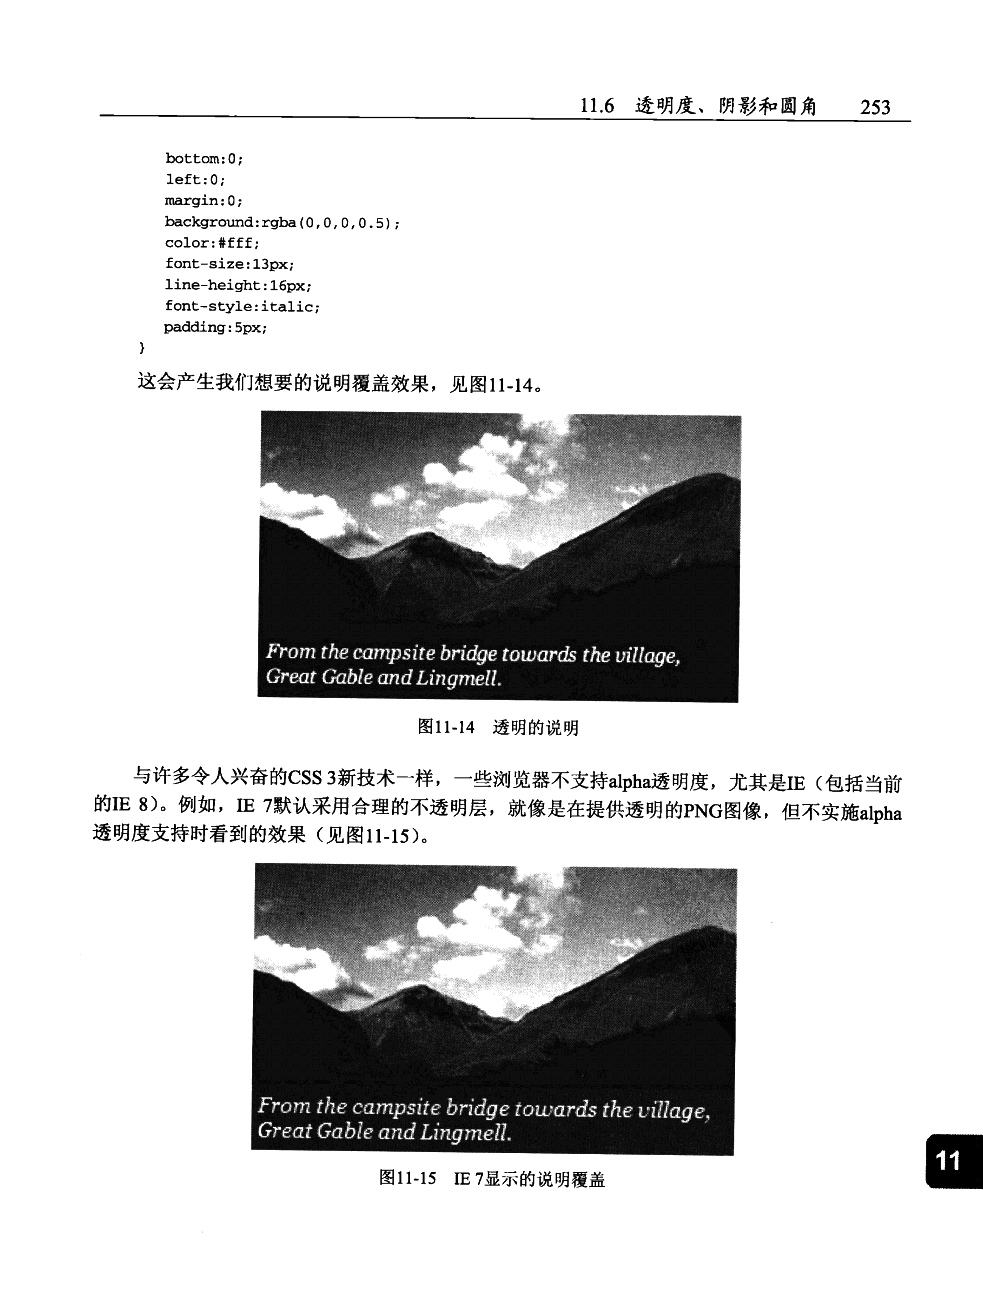 11.6 透明度、阴影和圆角 253
bottom:0;
left:0;
margin:0;
background:rgba(0,0,0,0.5);
color:#fff;
font-size:13px;
line-height:16px;
font-style:italic;
padding:5px;
}
这会产生我们想要的说明覆盖效果，见图11-14。
From the campsite bridge towards the village,
Great Gable and Lingmell.
图11-14 透明的说明
与许多令人兴奋的CSS 3新技术一样，一些浏览器不支持alpha透明度，尤其是IE（包括当前
的IE 8）。例如，IE 7默认采用合理的不透明层，就像是在提供透明的PNG图像，但不实施alpha
透明度支持时看到的效果（见图11-15）。
From the campsite bridge towards the village,
Great Gable and Lingmell.
11
图11-15 IE 7显示的说明覆盖